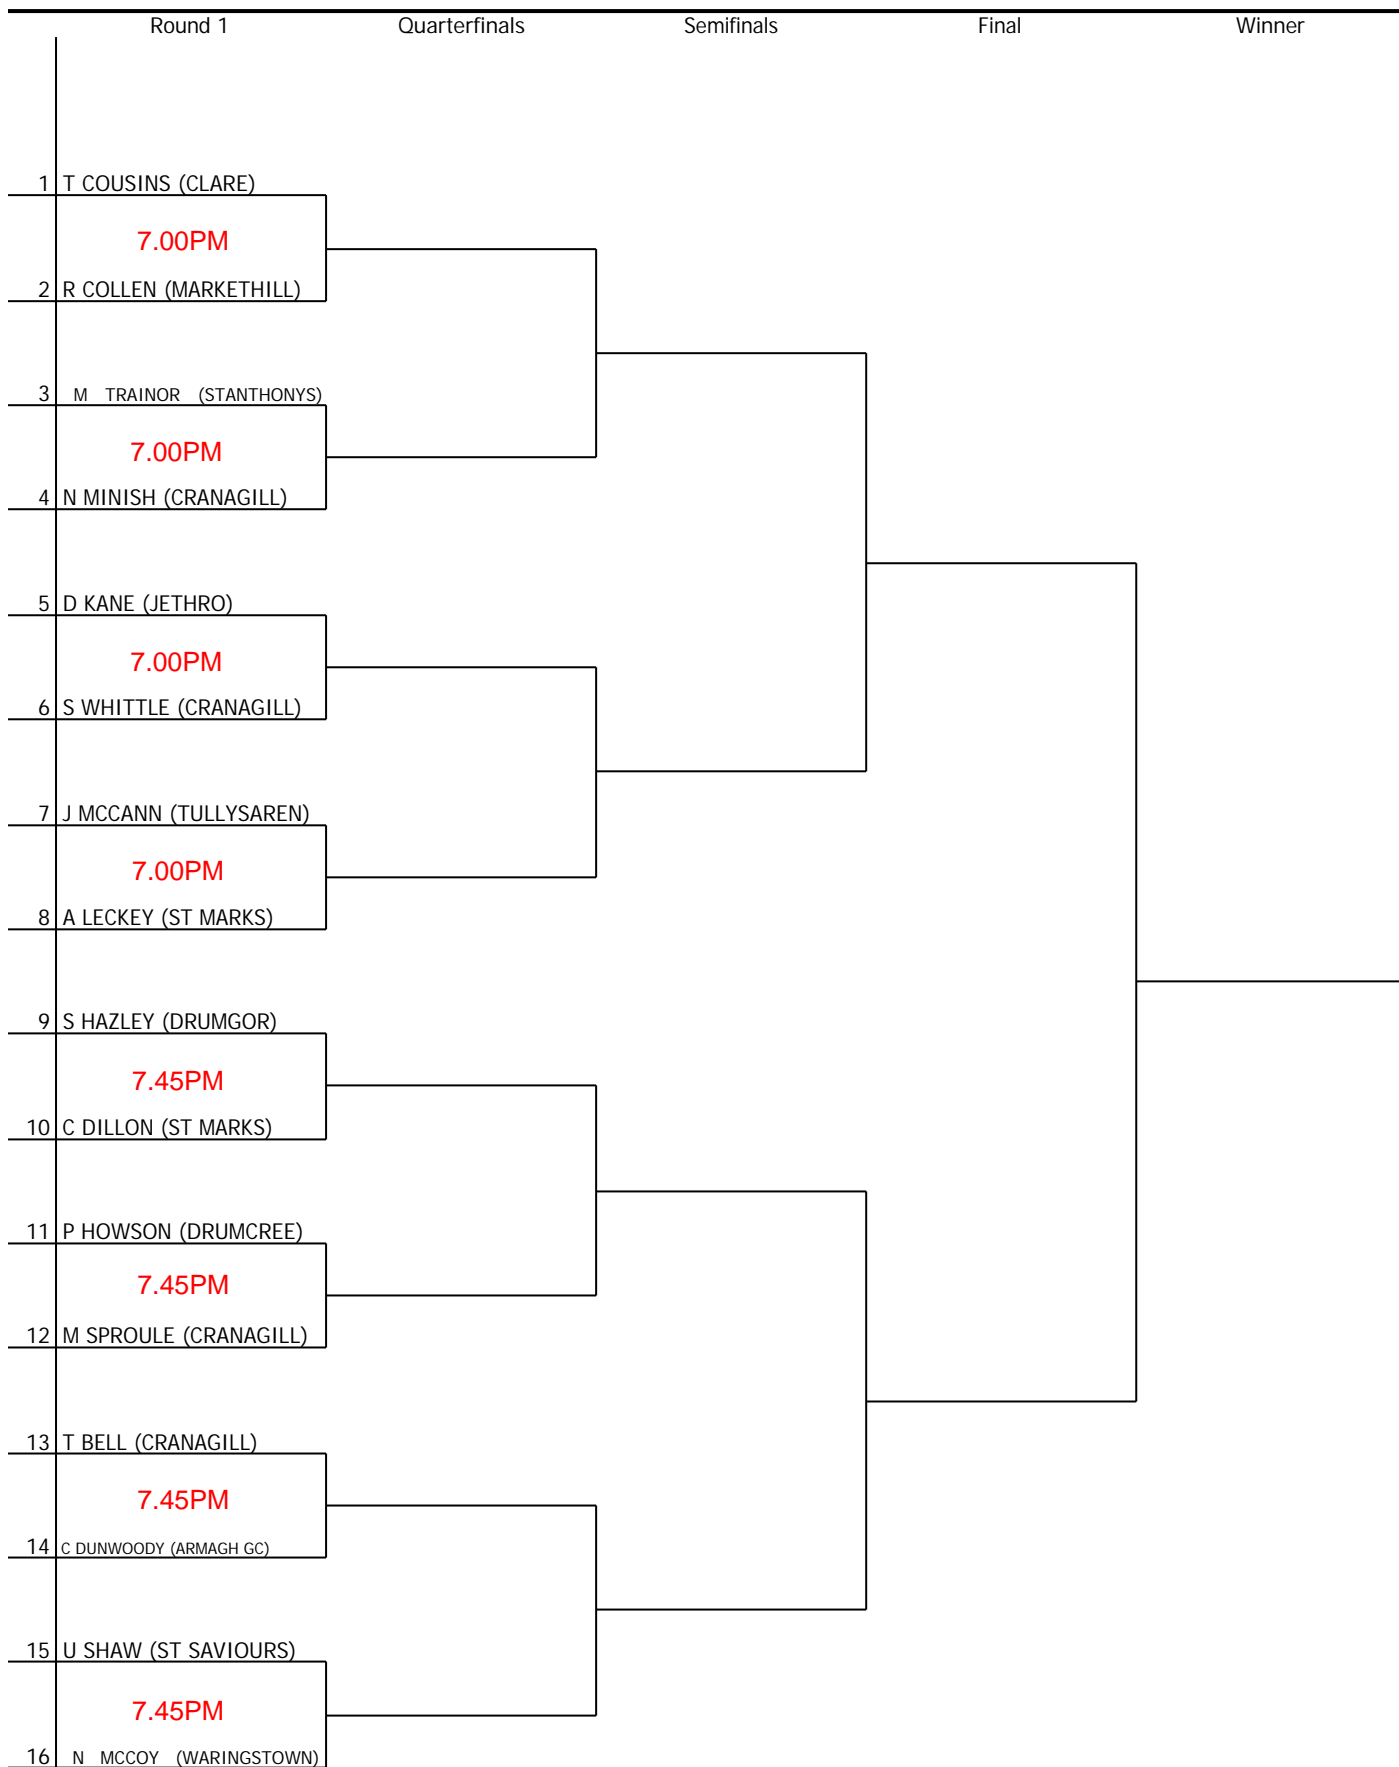 Round 1 Quarterfinals Semifinals Final Winner
1 T COUSINS (CLARE)
7.00PM
2 R COLLEN (MARKETHILL)
3 M TRAINOR (STANTHONYS)
7.00PM
4 N MINISH (CRANAGILL)
5 D KANE (JETHRO)
7.00PM
6 S WHITTLE (CRANAGILL)
7 J MCCANN (TULLYSAREN)
7.00PM
8 A LECKEY (ST MARKS)
9 S HAZLEY (DRUMGOR)
7.45PM
10 C DILLON (ST MARKS)
11 P HOWSON (DRUMCREE)
7.45PM
12 M SPROULE (CRANAGILL)
13 T BELL (CRANAGILL)
7.45PM
14 C DUNWOODY (ARMAGH GC)
15 U SHAW (ST SAVIOURS)
7.45PM
16 N MCCOY (WARINGSTOWN)